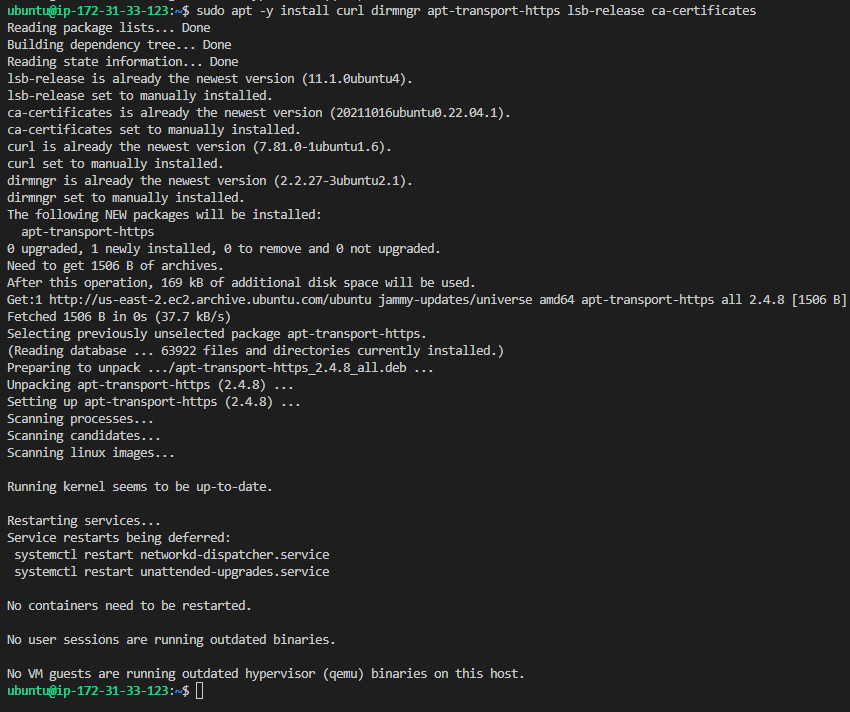 ubuntu@ip-172-31-33-123:~$ sudo apt -y install curl dirmngr apt-transport-https lsb-release ca-certificates
Reading package lists... Done
Building dependency tree... Done
Reading state information... Done
lsb-release is already the newest version (11.1.0ubuntu4).
lsb-release set to manually installed.
ca-certificates is already the newest version (20211016ubuntu0.22.04.1).
ca-certificates set to manually installed.
curl is already the newest version (7.81.0-1ubuntu1.6).
curl set to manually installed.
dirmngr is already the newest version (2.2.27-3ubuntu2.1).
dirmngr set to manually installed.
The following NEW packages will be installed:
  apt-transport-https
0 upgraded, 1 newly installed, 0 to remove and 0 not upgraded.
Need to get 1506 B of archives.
After this operation, 169 kB of additional disk space will be used.
Get:1 http://us-east-2.ec2.archive.ubuntu.com/ubuntu jammy-updates/universe amd64 apt-transport-https all 2.4.8 [1506 B]
Fetched 1506 B in 0s (37.7 kB/s)
Selecting previously unselected package apt-transport-https.
(Reading database ... 63922 files and directories currently installed.)
Preparing to unpack .../apt-transport-https_2.4.8_all.deb ...
Unpacking apt-transport-https (2.4.8) ...
Setting up apt-transport-https (2.4.8) ...
Scanning processes...
Scanning candidates...
Scanning linux images...

Running kernel seems to be up-to-date.

Restarting services...
Service restarts being deferred:
 systemctl restart networkd-dispatcher.service
 systemctl restart unattended-upgrades.service

No containers need to be restarted.

No user sessions are running outdated binaries.

No VM guests are running outdated hypervisor (qemu) binaries on this host.
ubuntu@ip-172-31-33-123:~$